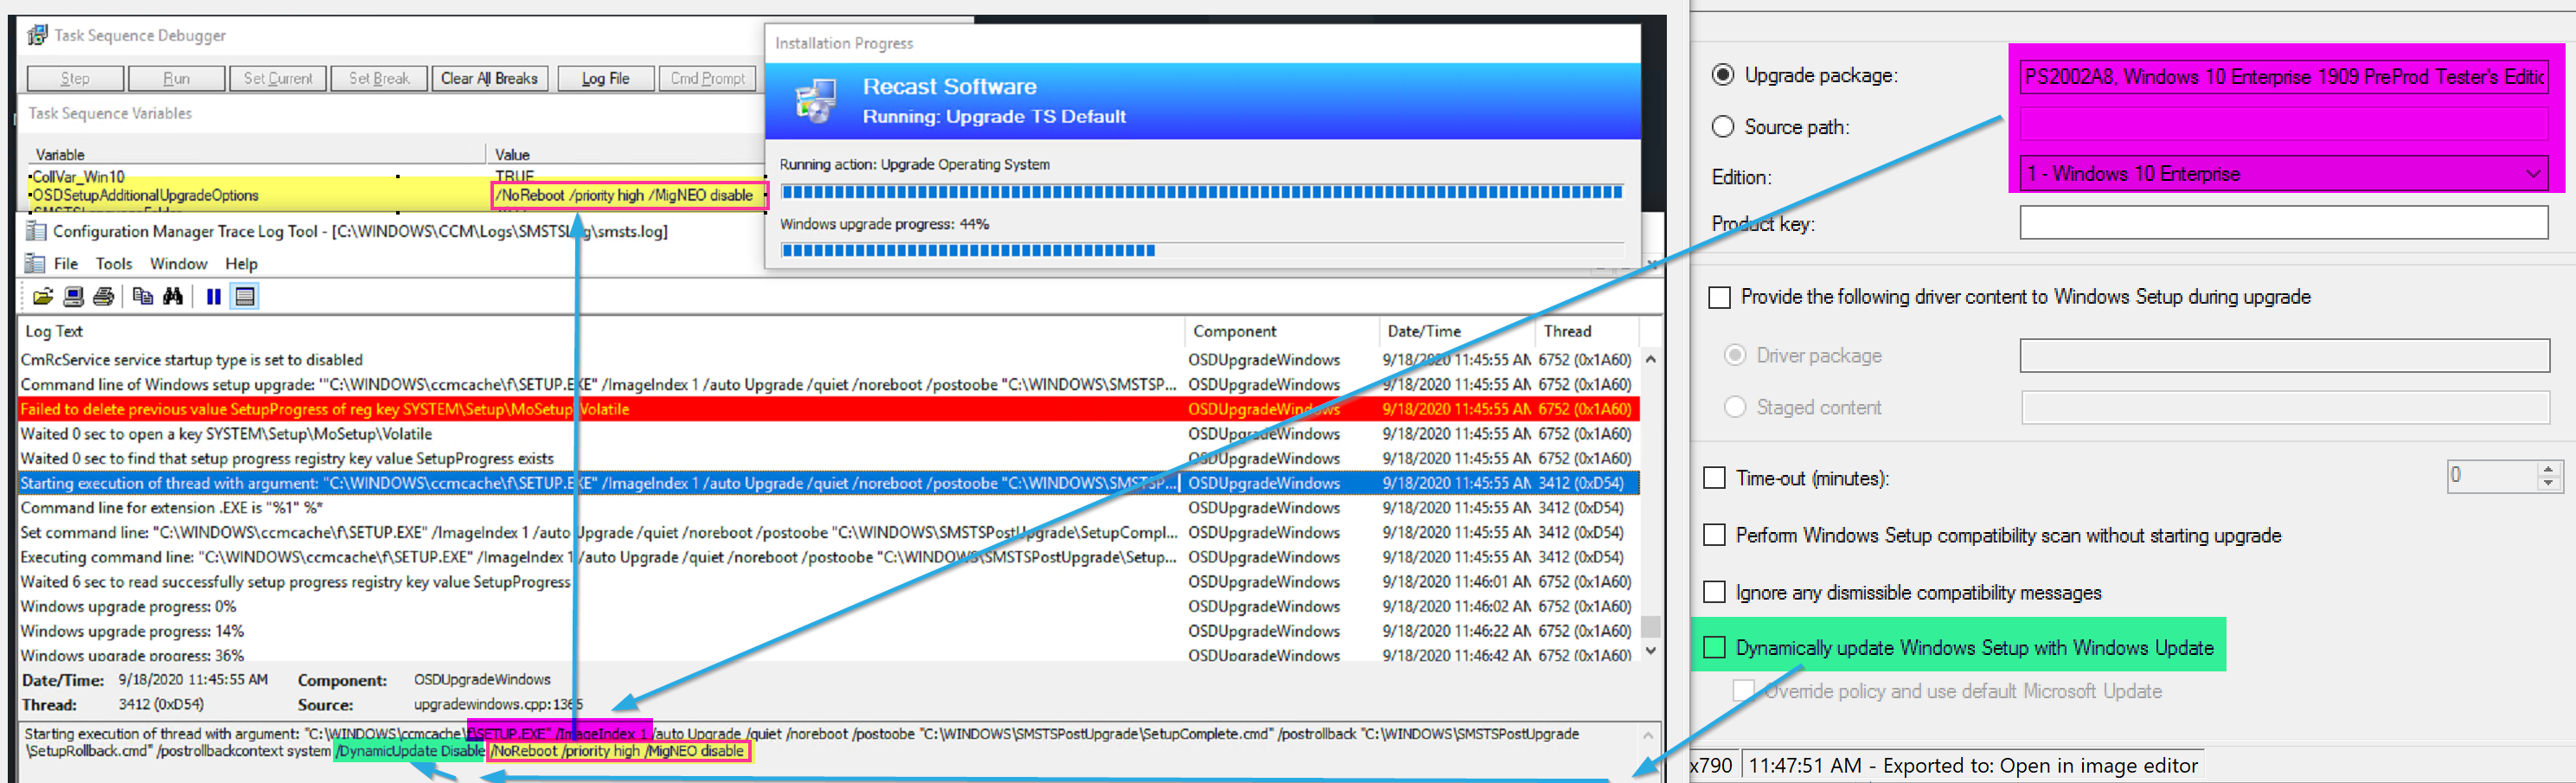 Task Sequence Debugger
Step Run Set Current Set Break Clear All Breaks Log File Cmd Prompt
Task Sequence Variables
Variable Value
CollVar_Win10 TRUE
OSDSetupAdditionalUpgradeOptions /NoReboot /priority high /MigNEO disable
Installation Progress
Recast Software
Running: Upgrade TS Default
Running action: Upgrade Operating System
Windows upgrade progress: 44%
Configuration Manager Trace Log Tool - [C:\WINDOWS\CCM\Logs\SMSTSLog\smsts.log]
File Tools Window Help
Log Text Component Date/Time Thread
CmRcService service startup type is set to disabled OSDUpgradeWindows 9/18/2020 11:45:55 AM 6752 (0x1A60)
Command line of Windows setup upgrade: '"C:\WINDOWS\ccmcache\f\SETUP.EXE" /ImageIndex 1 /auto Upgrade /quiet /noreboot /postoobe "C:\WINDOWS\SMSTSP... OSDUpgradeWindows 9/18/2020 11:45:55 AM 6752 (0x1A60)
Failed to delete previous value SetupProgress of reg key SYSTEM\Setup\MoSetup\Volatile OSDUpgradeWindows 9/18/2020 11:45:55 AM 6752 (0x1A60)
Waited 0 sec to open a key SYSTEM\Setup\MoSetup\Volatile OSDUpgradeWindows 9/18/2020 11:45:55 AM 6752 (0x1A60)
Waited 0 sec to find that setup progress registry key value SetupProgress exists OSDUpgradeWindows 9/18/2020 11:45:55 AM 6752 (0x1A60)
Starting execution of thread with argument: "C:\WINDOWS\ccmcache\f\SETUP.EXE" /ImageIndex 1 /auto Upgrade /quiet /noreboot /postoobe "C:\WINDOWS\SMSTSP... OSDUpgradeWindows 9/18/2020 11:45:55 AM 3412 (0xD54)
Command line for extension .EXE is "%1" %* OSDUpgradeWindows 9/18/2020 11:45:55 AM 3412 (0xD54)
Set command line: "C:\WINDOWS\ccmcache\f\SETUP.EXE" /ImageIndex 1 /auto Upgrade /quiet /noreboot /postoobe "C:\WINDOWS\SMSTSPostUpgrade\SetupCompl... OSDUpgradeWindows 9/18/2020 11:45:55 AM 3412 (0xD54)
Executing command line: "C:\WINDOWS\ccmcache\f\SETUP.EXE" /ImageIndex 1 /auto Upgrade /quiet /noreboot /postoobe "C:\WINDOWS\SMSTSPostUpgrade\Setup... OSDUpgradeWindows 9/18/2020 11:45:55 AM 3412 (0xD54)
Waited 6 sec to read successfully setup progress registry key value SetupProgress OSDUpgradeWindows 9/18/2020 11:46:01 AM 6752 (0x1A60)
Windows upgrade progress: 0% OSDUpgradeWindows 9/18/2020 11:46:02 AM 6752 (0x1A60)
Windows upgrade progress: 14% OSDUpgradeWindows 9/18/2020 11:46:22 AM 6752 (0x1A60)
Windows upgrade progress: 36% OSDUpgradeWindows 9/18/2020 11:46:42 AM 6752 (0x1A60)
Date/Time: 9/18/2020 11:45:55 AM Component: OSDUpgradeWindows
Thread: 3412 (0xD54) Source: upgradewindows.cpp:1365
Starting execution of thread with argument: "C:\WINDOWS\ccmcache\f\SETUP.EXE" /ImageIndex 1 /auto Upgrade /quiet /noreboot /postoobe "C:\WINDOWS\SMSTSPostUpgrade\SetupComplete.cmd" /postrollback "C:\WINDOWS\SMSTSPostUpgrade
\SetupRollback.cmd" /postrollbackcontext system /DynamicUpdate Disable /NoReboot /priority high /MigNEO disable
Upgrade package: PS2002A8, Windows 10 Enterprise 1909 PreProd Tester's Editic
Source path:
Edition: 1 - Windows 10 Enterprise
Product key:
Provide the following driver content to Windows Setup during upgrade
Driver package
Staged content
Time-out (minutes): 0
Perform Windows Setup compatibility scan without starting upgrade
Ignore any dismissible compatibility messages
Dynamically update Windows Setup with Windows Update
Override policy and use default Microsoft Update
x790 11:47:51 AM - Exported to: Open in image editor